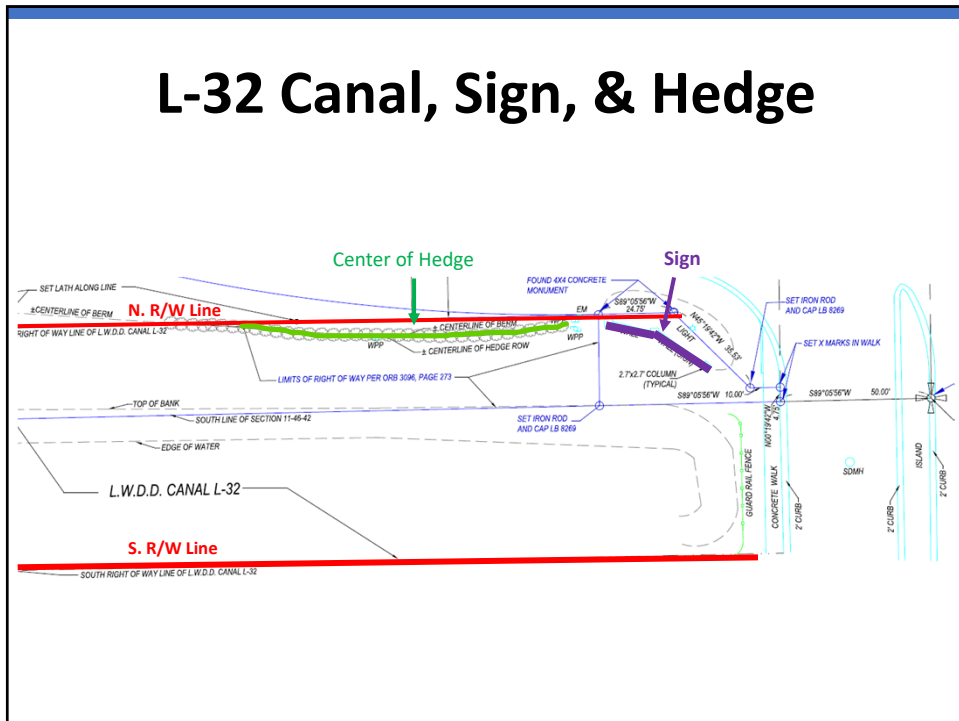 L-32 Canal, Sign, & Hedge
Center of Hedge
Sign
FOUND 4X4 CONCRETE
MONUMENT
SET LATH ALONG LINE
S89°05'56"W
24.75'
EM
±CENTERLINE OF BERM
N. R/W Line
SET IRON ROD
AND CAP LB 8269
RIGHT OF WAY LINE OF L.W.D.D. CANAL L-32
± CENTERLINE OF BERM
WPP
WPP
LIGHT
N45°19'42"W 35.53'
± CENTERLINE OF HEDGE ROW
SET X MARKS IN WALK
LIMITS OF RIGHT OF WAY PER ORB 3096, PAGE 273
2.7'x2.7' COLUMN
(TYPICAL)
S89°05'56"W 10.00'
S89°05'56"W 50.00'
TOP OF BANK
SOUTH LINE OF SECTION 11-46-42
SET IRON ROD
AND CAP LB 8269
N00°19'42"W
4.75'
EDGE OF WATER
L.W.D.D. CANAL L-32
GUARD RAIL FENCE
CONCRETE WALK
2' CURB
SDMH
2' CURB
ISLAND
2' CURB
S. R/W Line
SOUTH RIGHT OF WAY LINE OF L.W.D.D. CANAL L-32